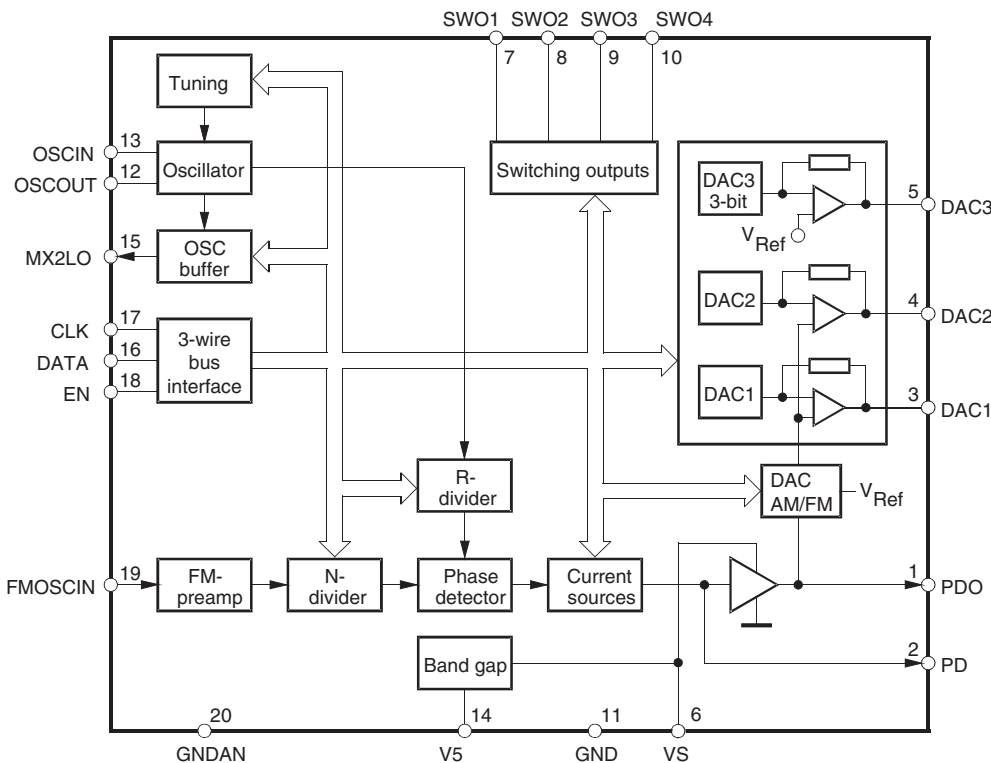 SWO1 SWO2 SWO3 SWO4
7 8 9 10
Tuning
OSCIN 13
OSCOUT 12
Oscillator
Switching outputs
DAC3
3-bit
VRef
5 DAC3
MX2LO 15
OSC
buffer
DAC2
4 DAC2
CLK 17
DATA 16
EN 18
3-wire
bus
interface
DAC1
3 DAC1
R-
divider
DAC
AM/FM
VRef
FMOSCIN 19
FM-
preamp
N-
divider
Phase
detector
Current
sources
1 PDO
2 PD
Band gap
20 14 11 6
GNDAN V5 GND VS